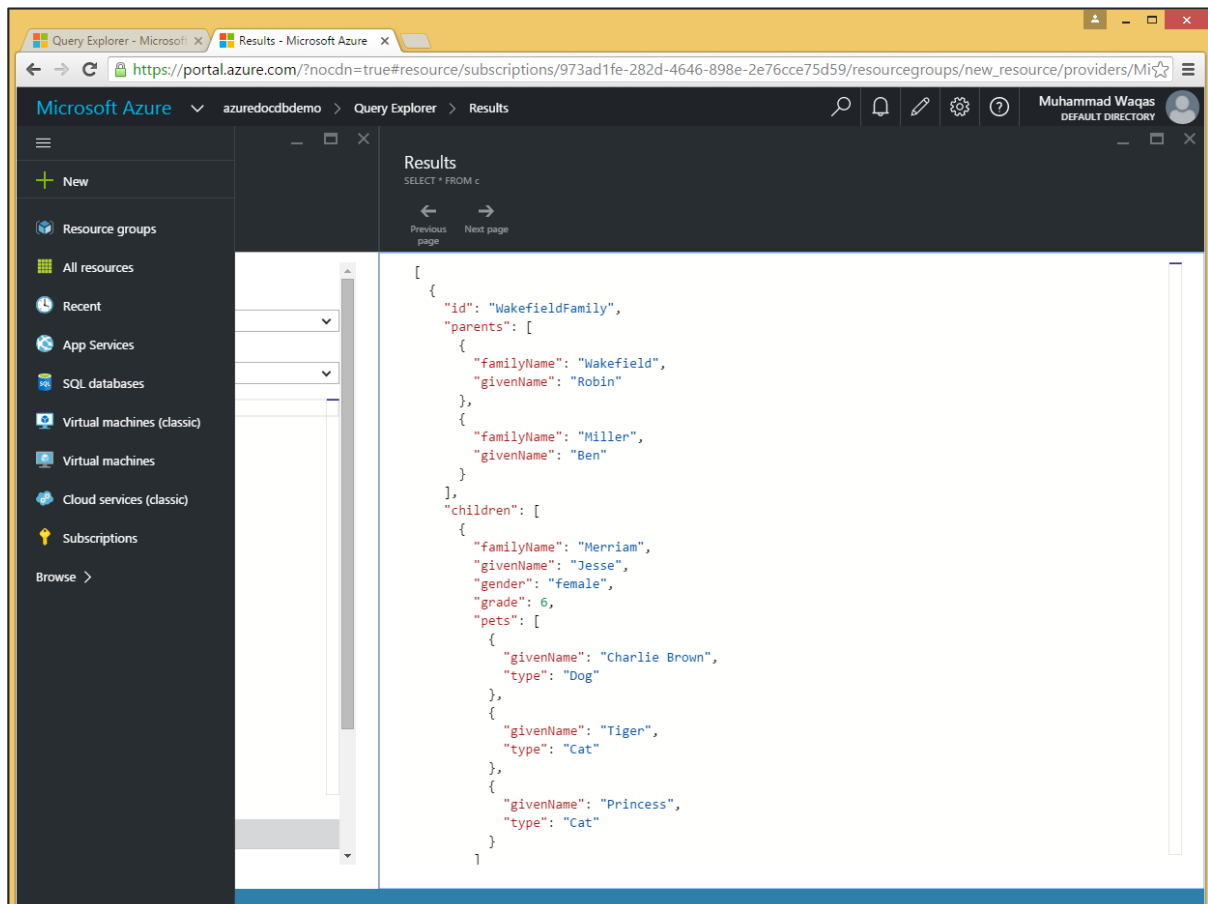 Query Explorer - Microsoft
Results - Microsoft Azure
https://portal.azure.com/?nocdn=true#resource/subscriptions/973ad1fe-282d-4646-898e-2e76cce75d59/resourcegroups/new_resource/providers/Mi
Microsoft Azure azuredocdbdemo > Query Explorer > Results
Muhammad Waqas
DEFAULT DIRECTORY
New
Resource groups
All resources
Recent
App Services
SQL databases
Virtual machines (classic)
Virtual machines
Cloud services (classic)
Subscriptions
Browse >
Results
SELECT * FROM c
Previous page
Next page
[
{
"id": "WakefieldFamily",
"parents": [
{
"familyName": "Wakefield",
"givenName": "Robin"
},
{
"familyName": "Miller",
"givenName": "Ben"
}
],
"children": [
{
"familyName": "Merriam",
"givenName": "Jesse",
"gender": "female",
"grade": 6,
"pets": [
{
"givenName": "Charlie Brown",
"type": "Dog"
},
{
"givenName": "Tiger",
"type": "Cat"
},
{
"givenName": "Princess",
"type": "Cat"
}
]